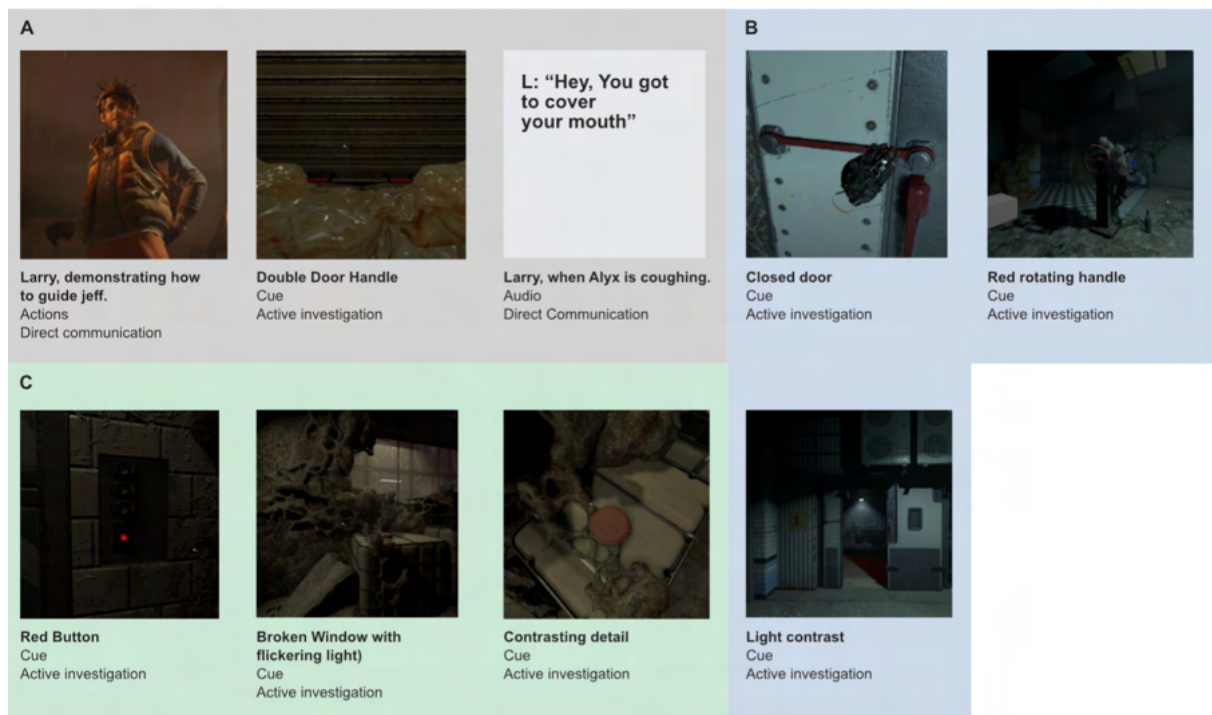 A
L: “Hey, You got
to cover
your mouth”
Larry, demonstrating how
to guide jeff.
Actions
Direct communication
Double Door Handle
Cue
Active investigation
Larry, when Alyx is coughing.
Audio
Direct Communication
B
Closed door
Cue
Active investigation
Red rotating handle
Cue
Active investigation
C
Red Button
Cue
Active investigation
Broken Window with
flickering light)
Cue
Active investigation
Contrasting detail
Cue
Active investigation
Light contrast
Cue
Active investigation